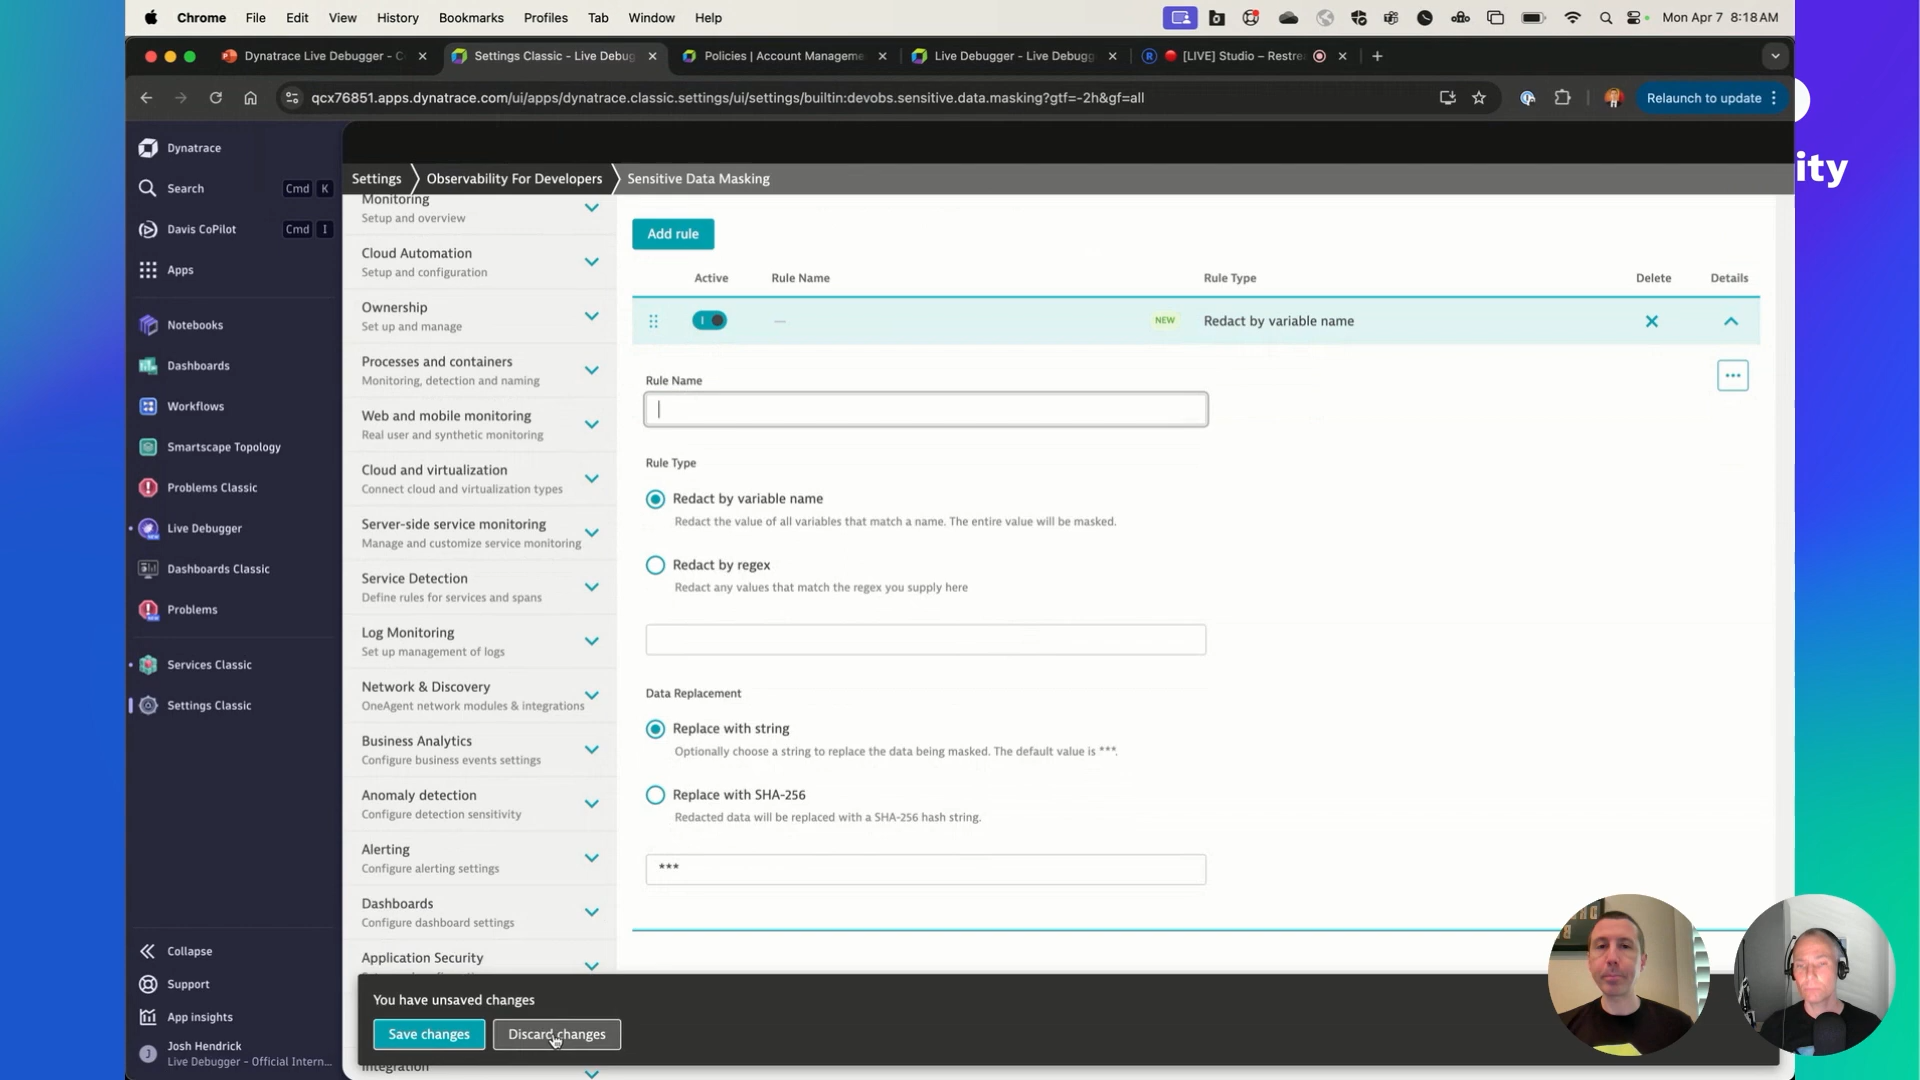 Chrome File Edit View History Bookmarks Profiles Tab Window Help
Mon Apr 7 8:18 AM
Dynatrace Live Debugger - C
Settings Classic - Live Debug
Policies | Account Manageme
Live Debugger - Live Debugg
[LIVE] Studio – Restre
qcx76851.apps.dynatrace.com/ui/apps/dynatrace.classic.settings/ui/settings/builtin:devobs.sensitive.data.masking?gtf=-2h&gf=all
Relaunch to update
ity
Dynatrace
Search Cmd K
Davis CoPilot Cmd I
Apps
Notebooks
Dashboards
Workflows
Smartscape Topology
Problems Classic
Live Debugger
Dashboards Classic
Problems
Services Classic
Settings Classic
Collapse
Support
App insights
J
Josh Hendrick
Live Debugger - Official Intern...
Settings
Observability For Developers
Sensitive Data Masking
Monitoring
Setup and overview
Cloud Automation
Setup and configuration
Ownership
Set up and manage
Processes and containers
Monitoring, detection and naming
Web and mobile monitoring
Real user and synthetic monitoring
Cloud and virtualization
Connect cloud and virtualization types
Server-side service monitoring
Manage and customize service monitoring
Service Detection
Define rules for services and spans
Log Monitoring
Set up management of logs
Network & Discovery
OneAgent network modules & integrations
Business Analytics
Configure business events settings
Anomaly detection
Configure detection sensitivity
Alerting
Configure alerting settings
Dashboards
Configure dashboard settings
Application Security
Integration
Add rule
Active Rule Name Rule Type Delete Details
— NEW Redact by variable name
Rule Name
Rule Type
Redact by variable name
Redact the value of all variables that match a name. The entire value will be masked.
Redact by regex
Redact any values that match the regex you supply here
Data Replacement
Replace with string
Optionally choose a string to replace the data being masked. The default value is ***.
Replace with SHA-256
Redacted data will be replaced with a SHA-256 hash string.
***
You have unsaved changes
Save changes
Discard changes